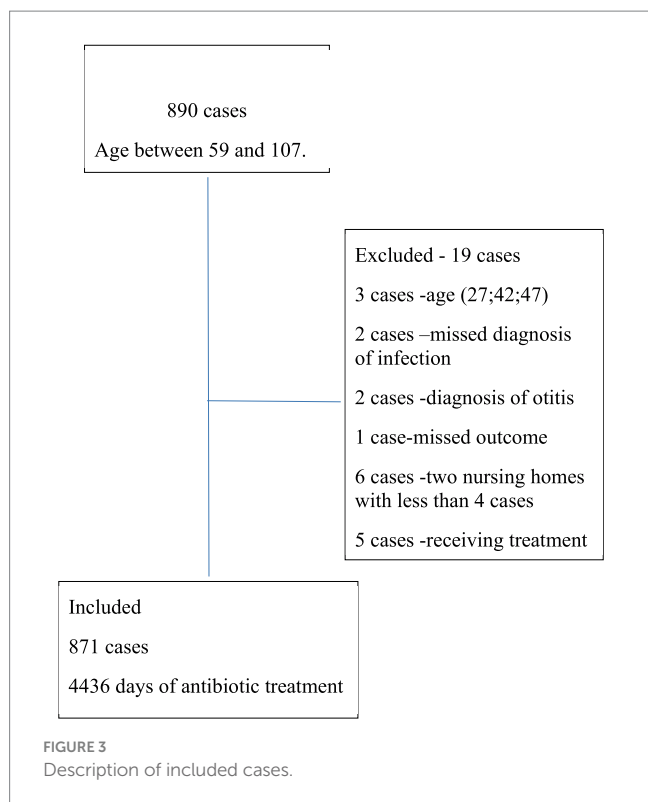 890 cases
Age between 59 and 107.
Excluded - 19 cases
3 cases -age (27;42;47)
2 cases –missed diagnosis
of infection
2 cases -diagnosis of otitis
1 case-missed outcome
6 cases -two nursing homes
with less than 4 cases
5 cases -receiving treatment
Included
871 cases
4436 days of antibiotic treatment
FIGURE 3
Description of included cases.